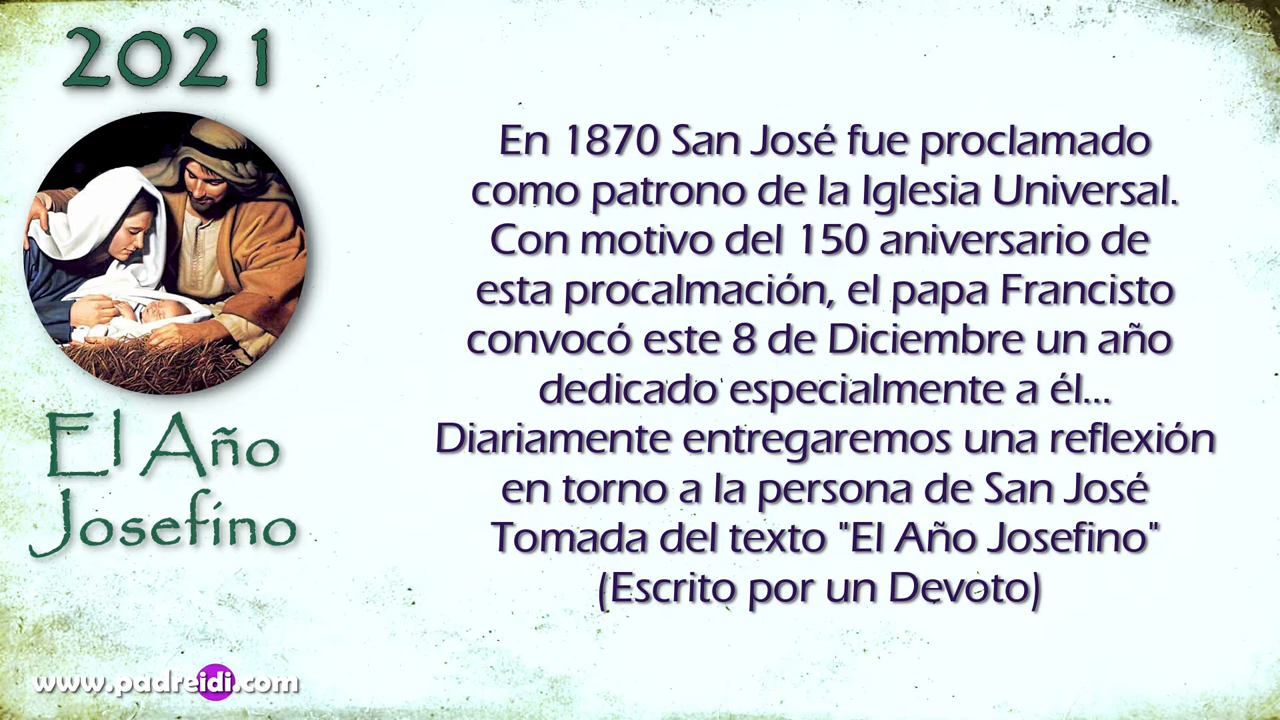 2021
El Año
Josefino
En 1870 San José fue proclamado
como patrono de la Iglesia Universal.
Con motivo del 150 aniversario de
esta procalmación, el papa Francisto
convocó este 8 de Diciembre un año
dedicado especialmente a él...
Diariamente entregaremos una reflexión
en torno a la persona de San José
Tomada del texto "El Año Josefino"
(Escrito por un Devoto)
www.padreidi.com